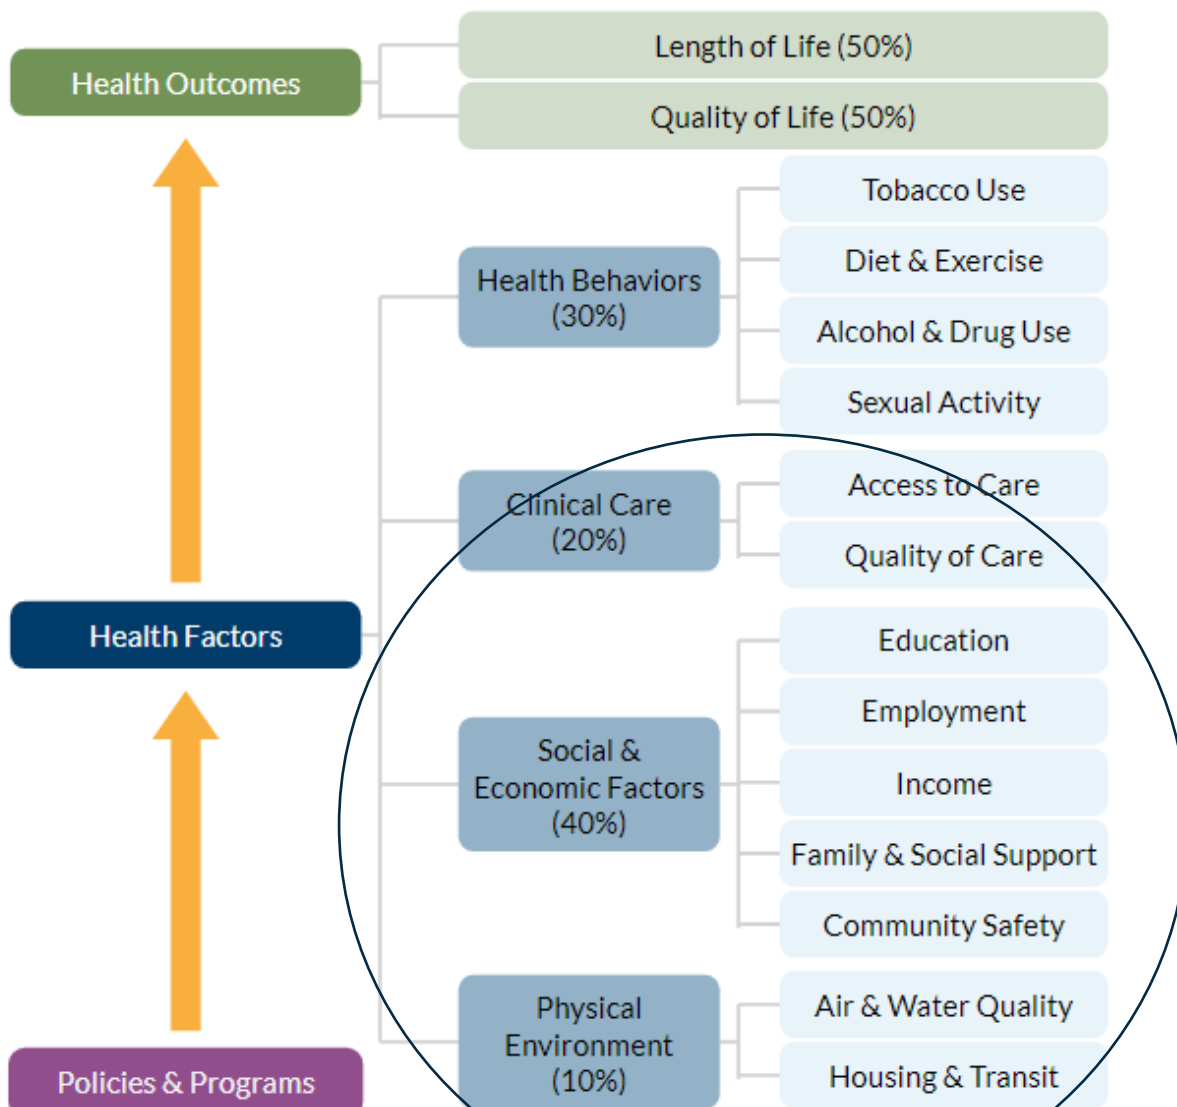 Health Outcomes
Length of Life (50%)
Quality of Life (50%)
Health Behaviors
(30%)
Tobacco Use
Diet & Exercise
Alcohol & Drug Use
Sexual Activity
Clinical Care
(20%)
Access to Care
Quality of Care
Health Factors
Social &
Economic Factors
(40%)
Education
Employment
Income
Family & Social Support
Community Safety
Physical
Environment
(10%)
Air & Water Quality
Housing & Transit
Policies & Programs